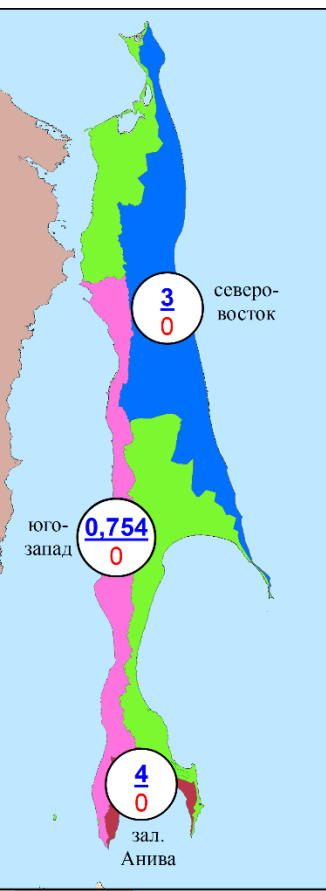 3
0
северо-
восток
0,754
0
юго-
запад
4
0
зал.
Анива